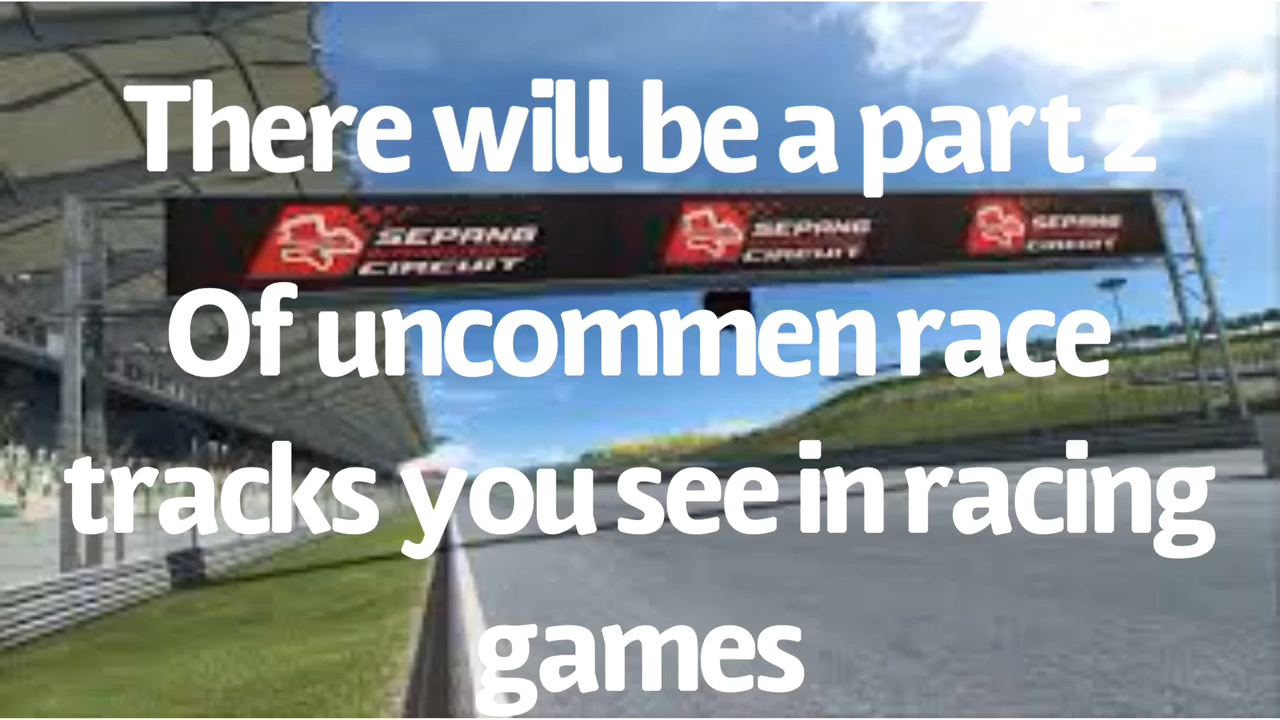 There will be a part 2
SEPANG SEPANG SEPANG
CIRCUIT CIRCUIT CIRCUIT
Of uncommen race
tracks you see in racing
games